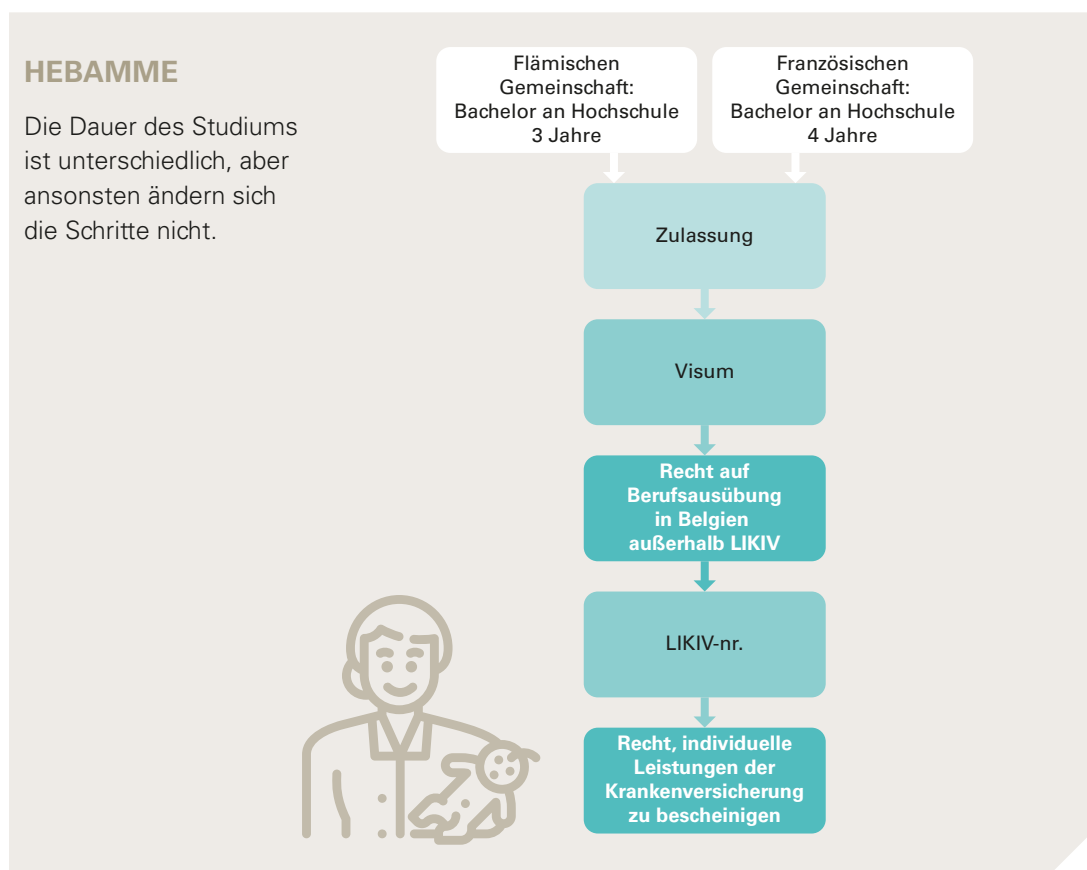 HEBAMME
Die Dauer des Studiums
ist unterschiedlich, aber
ansonsten ändern sich
die Schritte nicht.
Flämischen
Gemeinschaft:
Bachelor an Hochschule
3 Jahre
Französischen
Gemeinschaft:
Bachelor an Hochschule
4 Jahre
Zulassung
Visum
Recht auf
Berufsausübung
in Belgien
außerhalb LIKIV
LIKIV-nr.
Recht, individuelle
Leistungen der
Krankenversicherung
zu bescheinigen